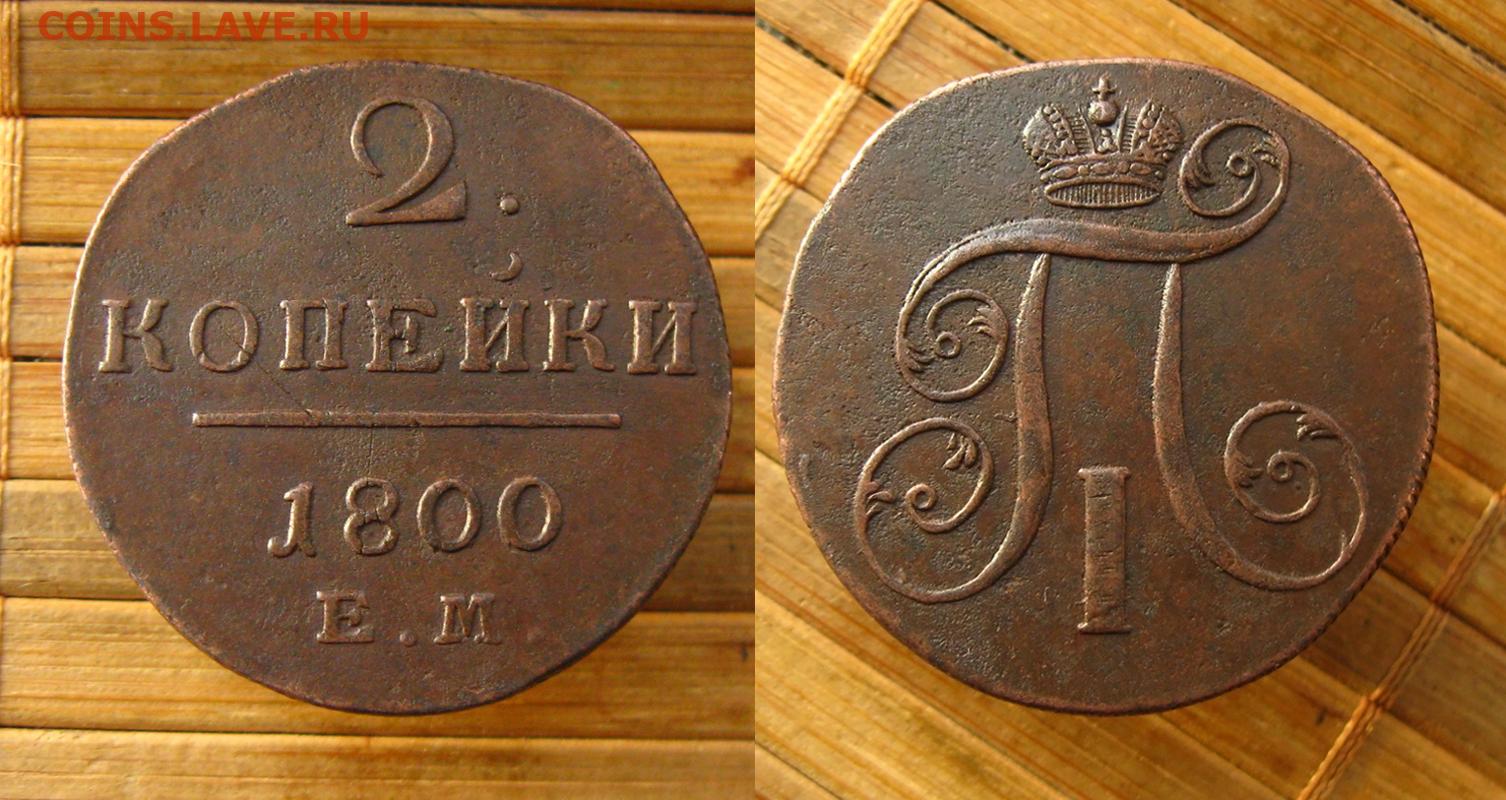 COINS.LAVE.RU
2.
КОПЕЙКИ
1800
Е.М.
П
I